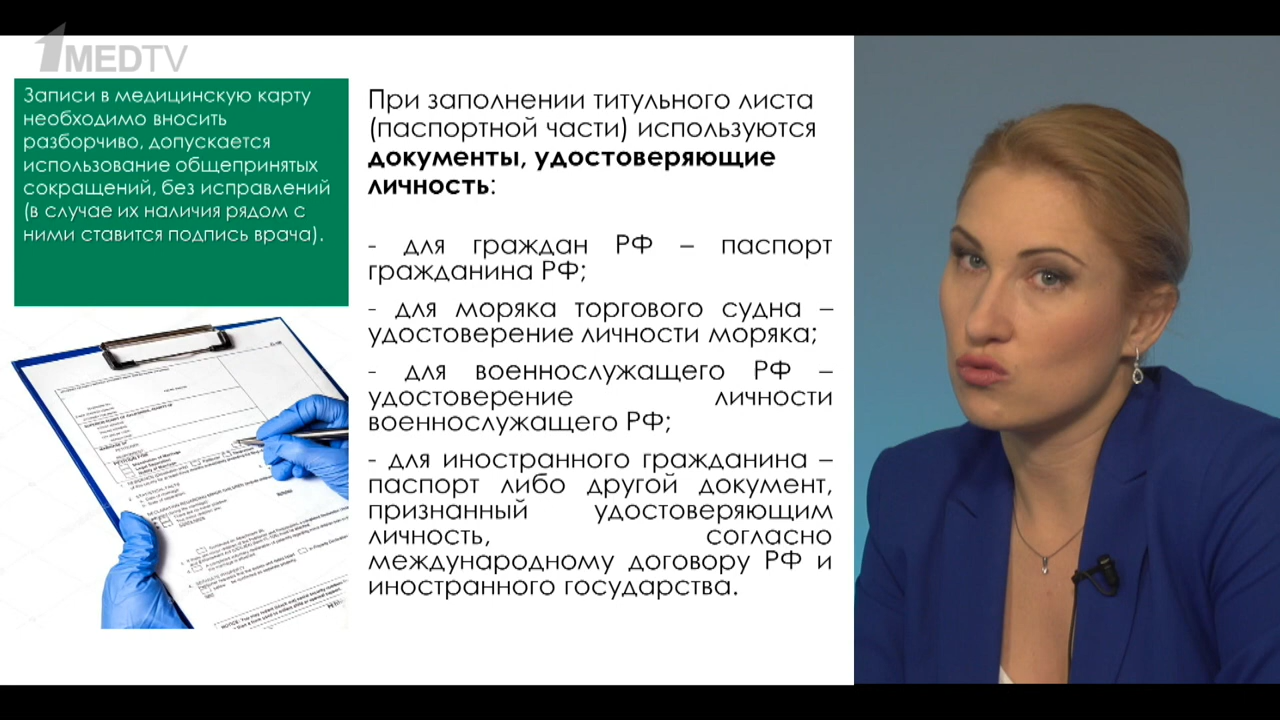 1MEDTV
Записи в медицинскую карту
необходимо вносить
разборчиво, допускается
использование общепринятых
сокращений, без исправлений
(в случае их наличия рядом с
ними ставится подпись врача).
При заполнении титульного листа
(паспортной части) используются
документы, удостоверяющие
личность:
- для граждан РФ – паспорт
гражданина РФ;
- для моряка торгового судна –
удостоверение личности моряка;
- для военнослужащего РФ –
удостоверение личности
военнослужащего РФ;
- для иностранного гражданина –
паспорт либо другой документ,
признанный удостоверяющим
личность, согласно
международному договору РФ и
иностранного государства.